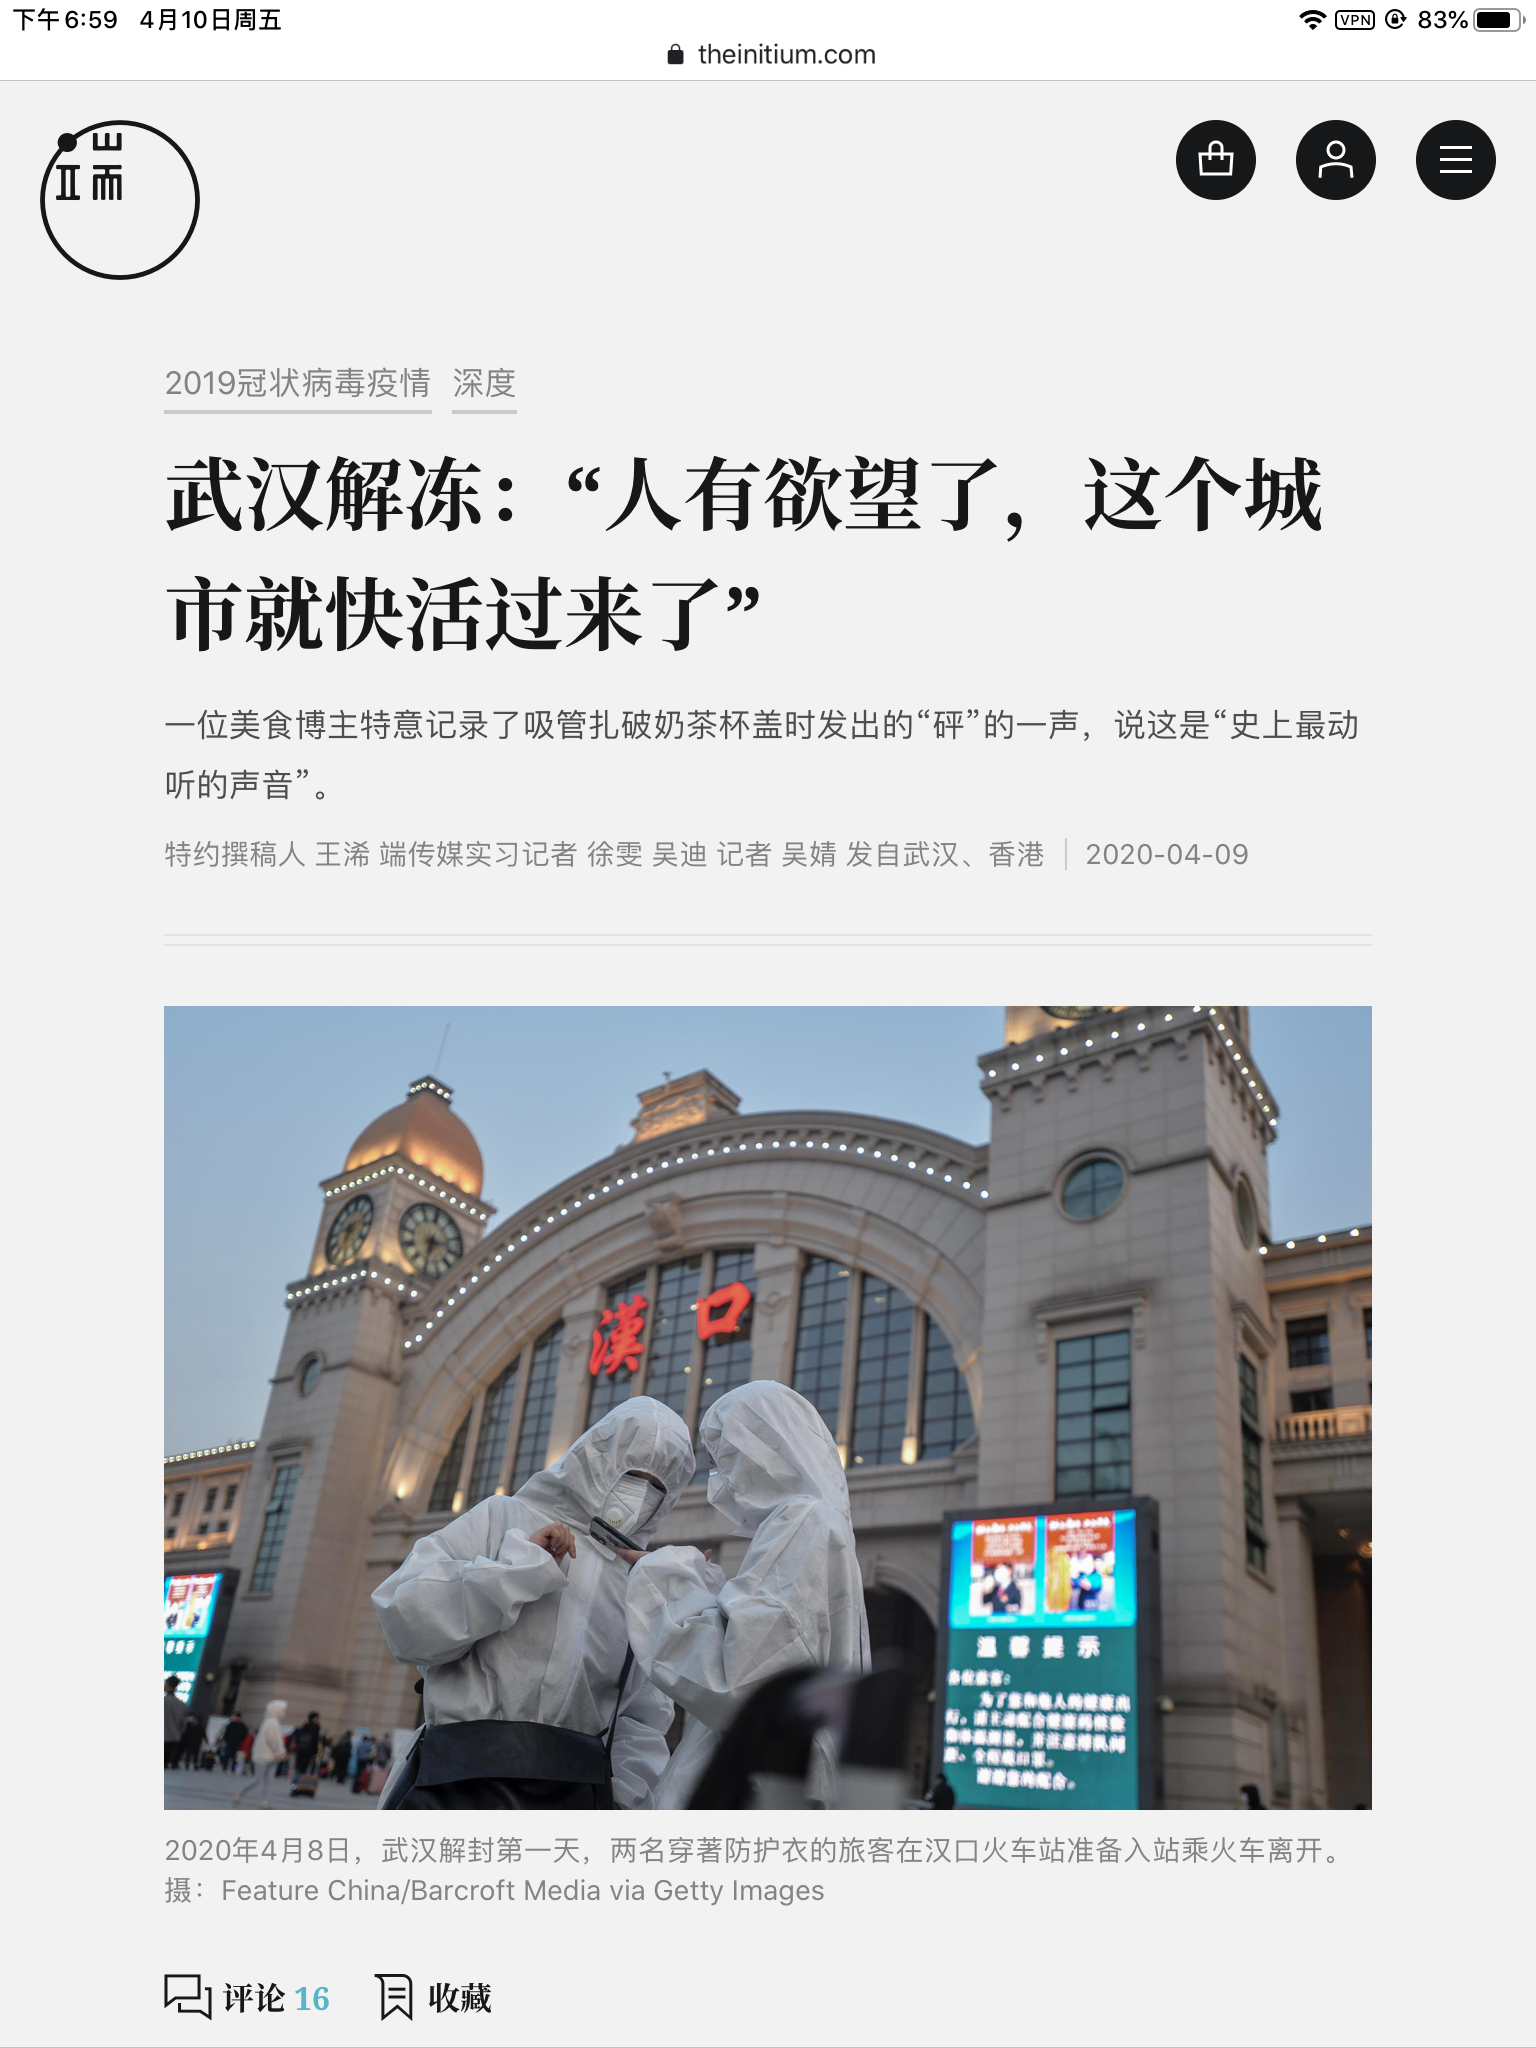 下午6:59 4月10日周五
VPN 83%
theinitium.com
端
2019冠状病毒疫情 深度
武汉解冻：“人有欲望了，这个城
市就快活过来了”
一位美食博主特意记录了吸管扎破奶茶杯盖时发出的“砰”的一声，说这是“史上最动
听的声音”。
特约撰稿人 王浠 端传媒实习记者 徐雯 吴迪 记者 吴婧 发自武汉、香港 2020-04-09
漢口
温馨提示
2020年4月8日，武汉解封第一天，两名穿著防护衣的旅客在汉口火车站准备入站乘火车离开。
摄：Feature China/Barcroft Media via Getty Images
评论 16 收藏